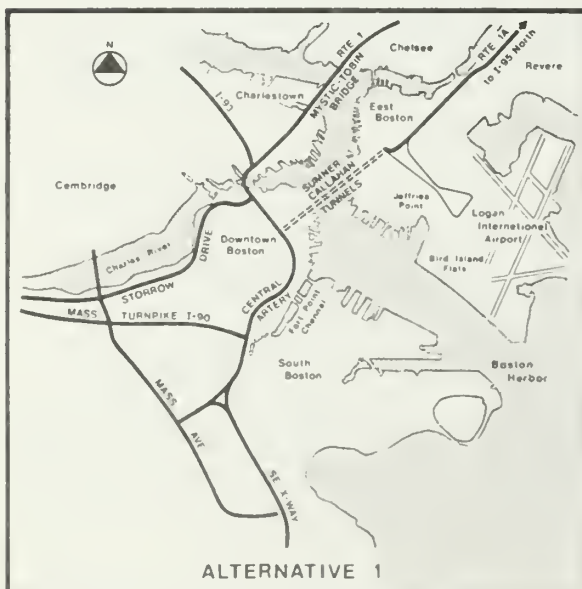 N
RTE 1
Chelsea
RTE 1A
to I-95 North
Revere
MYSTIC-TOBIN
BRIDGE
Charlestown
I-93
East
Boston
Cambridge
SUMNER
CALLAHAN
TUNNELS
Jeffries
Point
Logan
International
Airport
Downtown
Boston
Bird Island
Flats
Charles River
STORROW DRIVE
CENTRAL
ARTERY
Fort Point
Channel
MASS TURNPIKE I-90
South
Boston
Boston
Harbor
MASS AVE
SE X-WAY
ALTERNATIVE 1